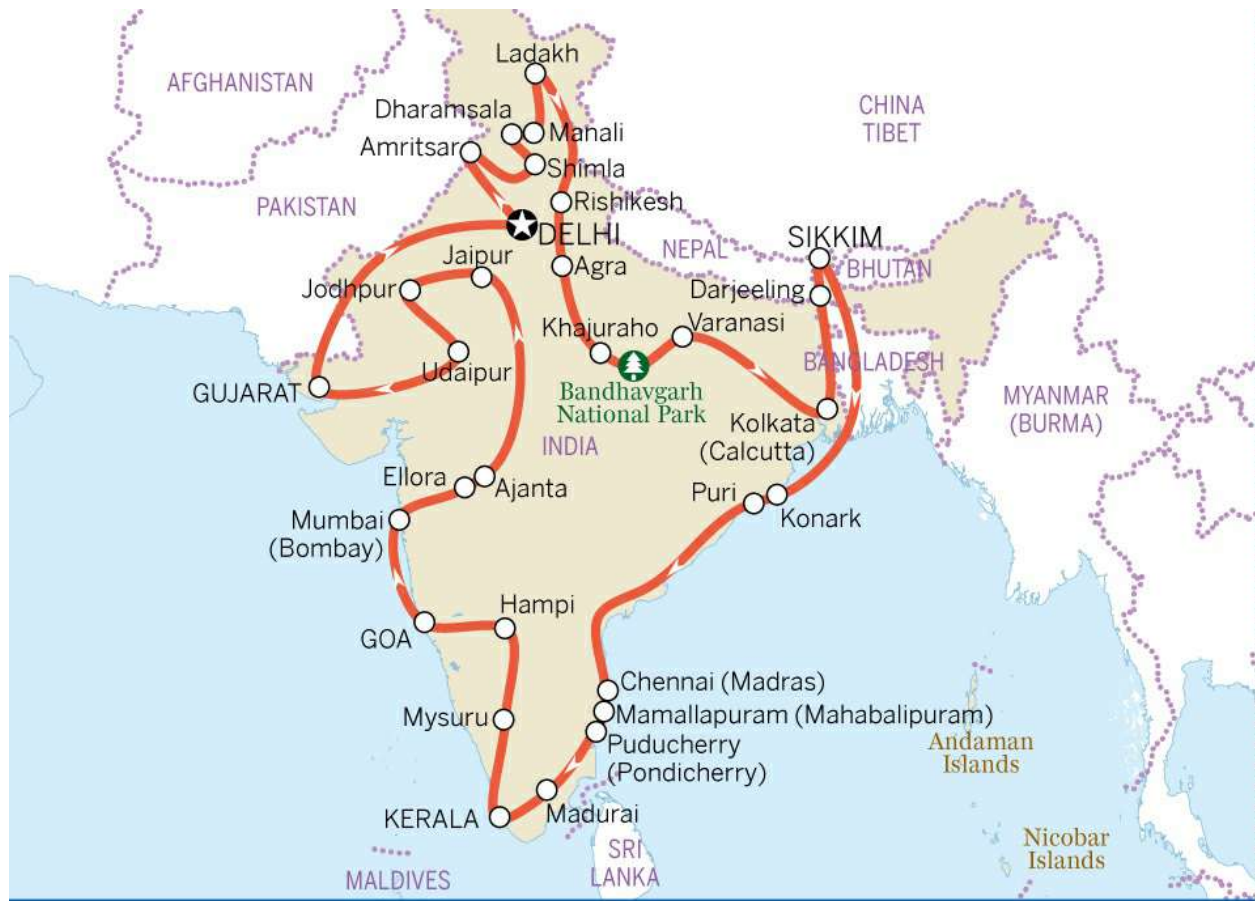 Ladakh
AFGHANISTAN
CHINA
TIBET
Dharamsala
Manali
Amritsar
Shimla
PAKISTAN
Rishikesh
DELHI
SIKKIM
NEPAL
Jaipur
BHUTAN
Agra
Jodhpur
Darjeeling
Khajuraho
Varanasi
BANGLADESH
Udaipur
GUJARAT
Bandhavgarh
National Park
MYANMAR
(BURMA)
Kolkata
(Calcutta)
INDIA
Ellora
Ajanta
Puri
Konark
Mumbai
(Bombay)
Hampi
GOA
Chennai (Madras)
Mysuru
Mamallapuram (Mahabalipuram)
Puducherry
(Pondicherry)
Andaman
Islands
KERALA
Madurai
Nicobar
Islands
SRI
LANKA
MALDIVES